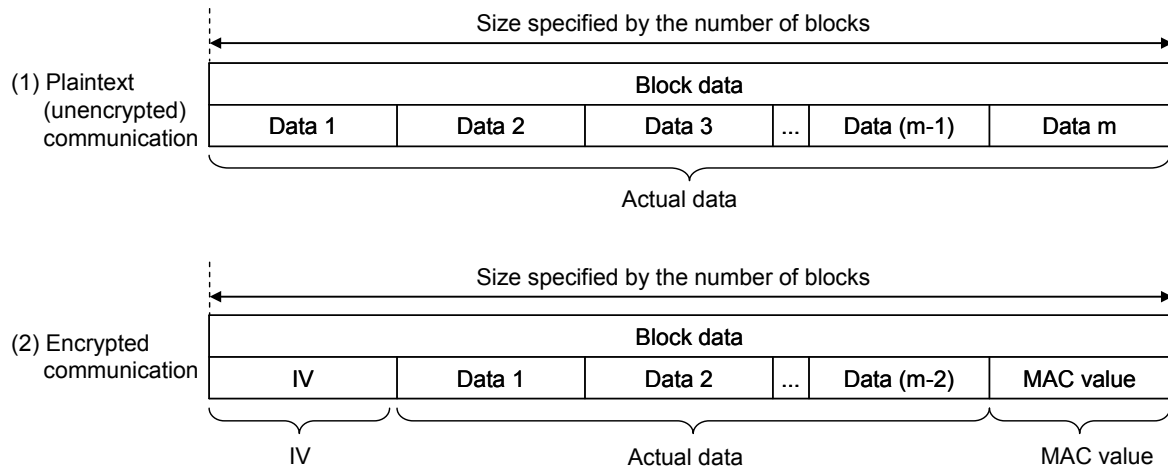 Size specified by the number of blocks
(1) Plaintext
(unencrypted)
communication
Block data
Data 1 Data 2 Data 3 ... Data (m-1) Data m
Actual data
Size specified by the number of blocks
(2) Encrypted
communication
Block data
IV Data 1 Data 2 ... Data (m-2) MAC value
IV Actual data MAC value